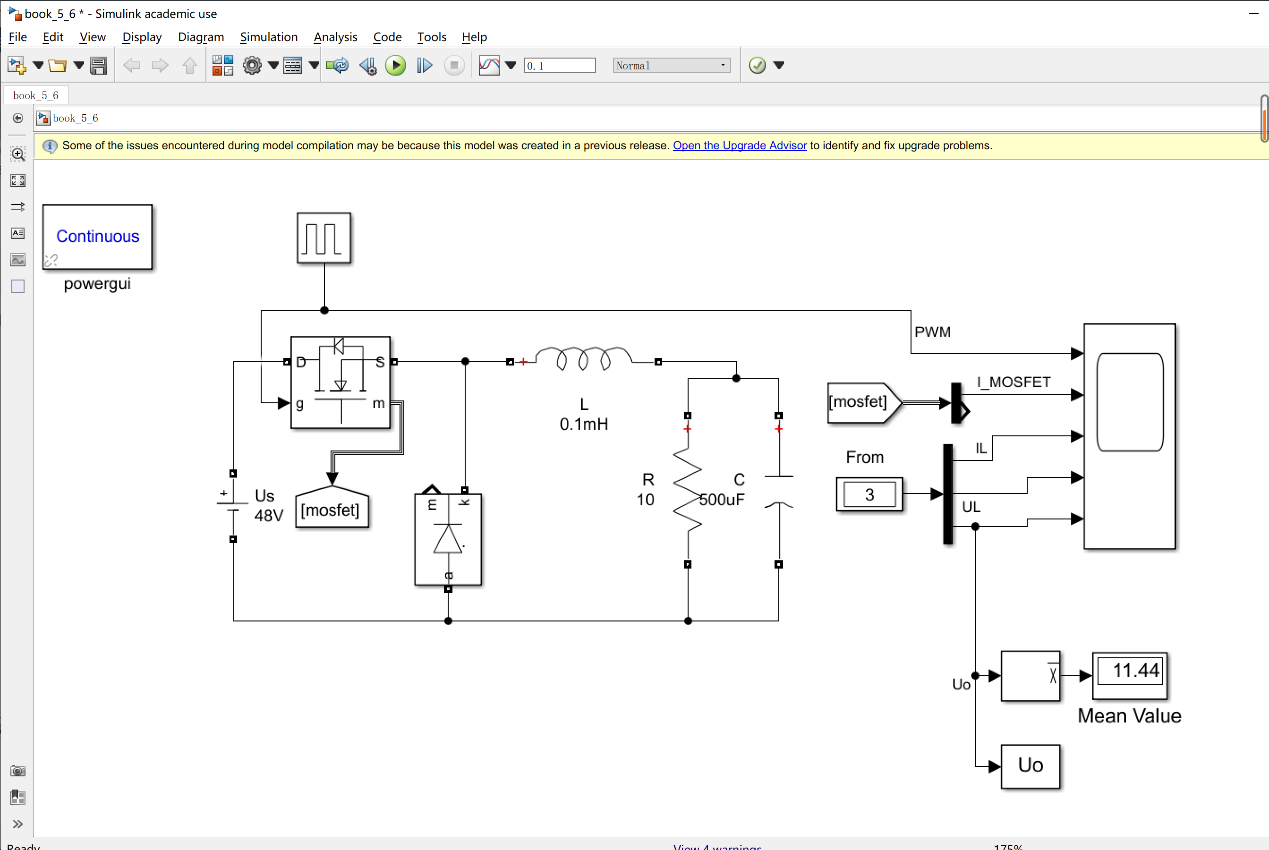 book_5_6 * - Simulink academic use
File Edit View Display Diagram Simulation Analysis Code Tools Help
0.1 Normal
book_5_6
book_5_6
Some of the issues encountered during model compilation may be because this model was created in a previous release. Open the Upgrade Advisor to identify and fix upgrade problems.
Continuous
powergui
PWM
D S
g m
[mosfet]
I_MOSFET
L
0.1mH
IL
From
3
UL
R
10
C
500uF
+
Us
48V
[mosfet]
m k
a
Uo
x
11.44
Mean Value
Uo
Ready View 4 warnings 175%